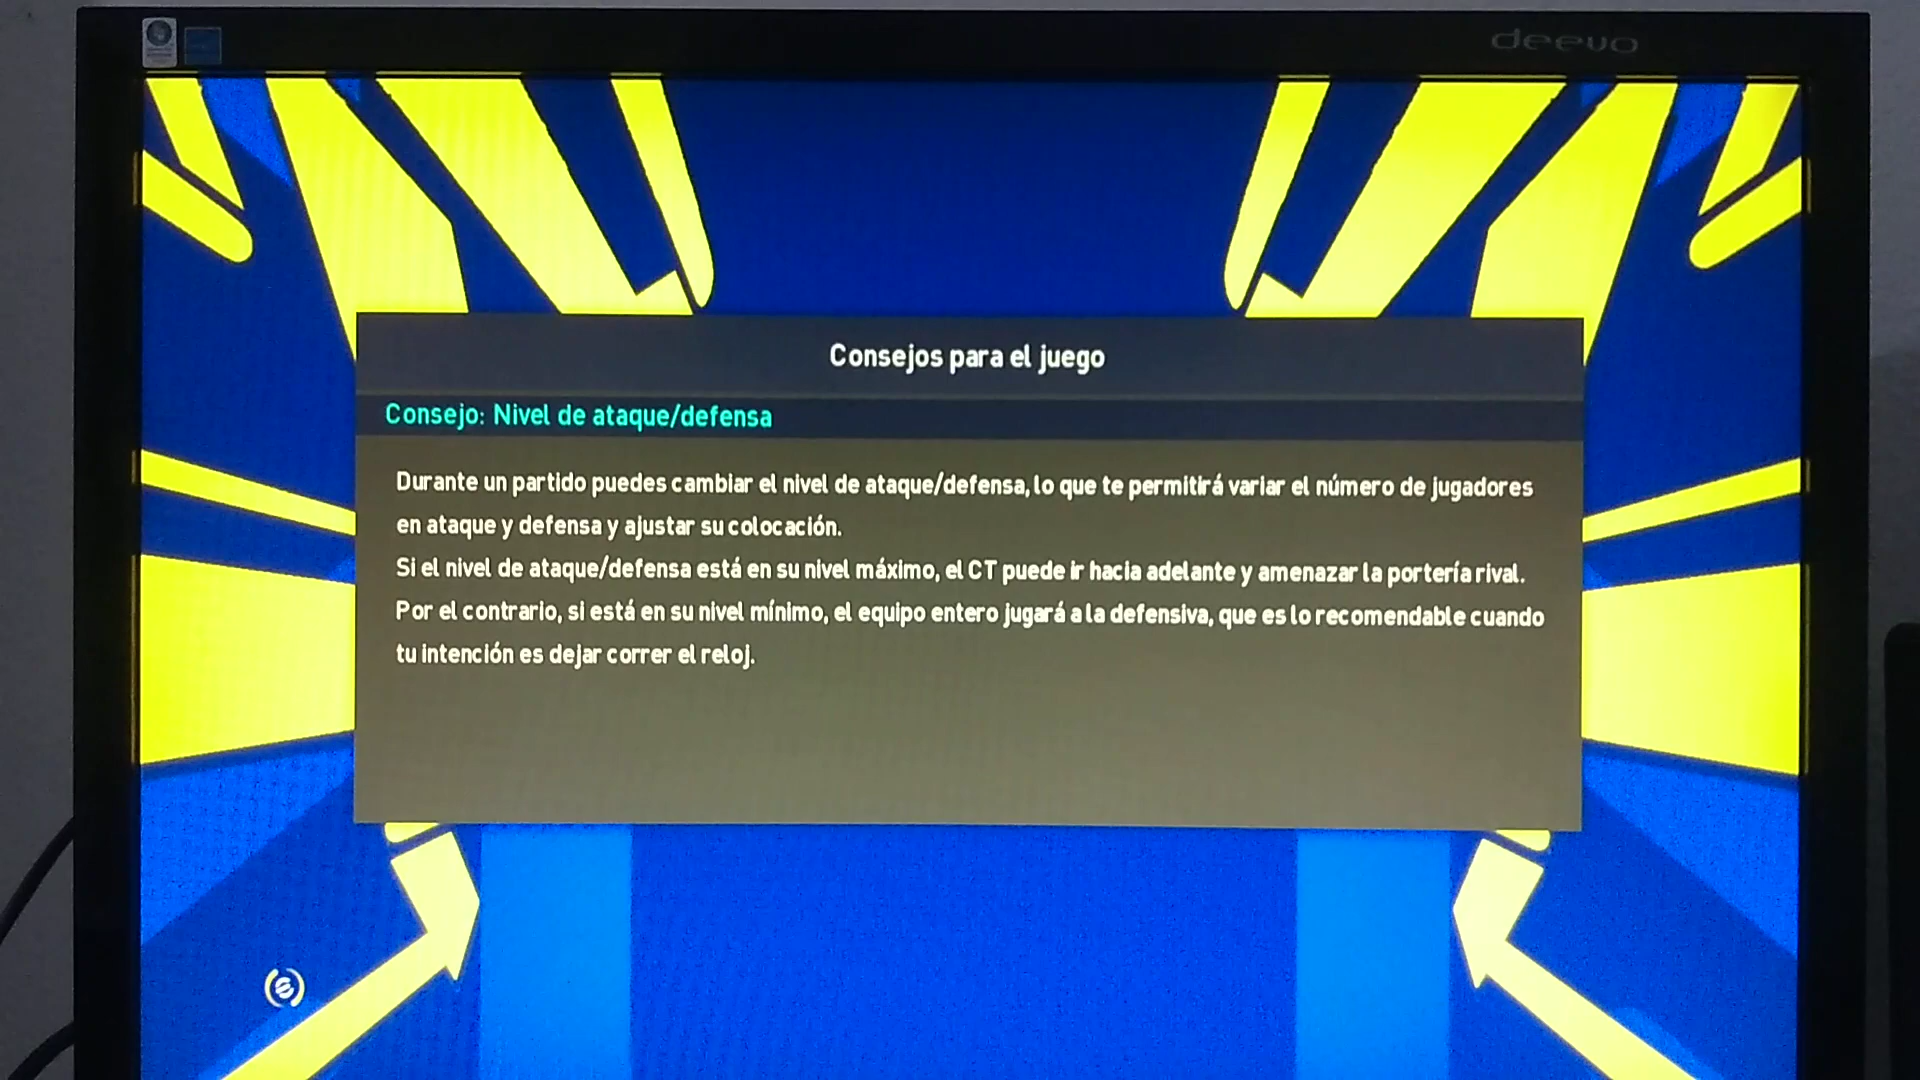 deevo
Consejos para el juego
Consejo: Nivel de ataque/defensa
Durante un partido puedes cambiar el nivel de ataque/defensa, lo que te permitirá variar el número de jugadores
en ataque y defensa y ajustar su colocación.
Si el nivel de ataque/defensa está en su nivel máximo, el CT puede ir hacia adelante y amenazar la portería rival.
Por el contrario, si está en su nivel mínimo, el equipo entero jugará a la defensiva, que es lo recomendable cuando
tu intención es dejar correr el reloj.